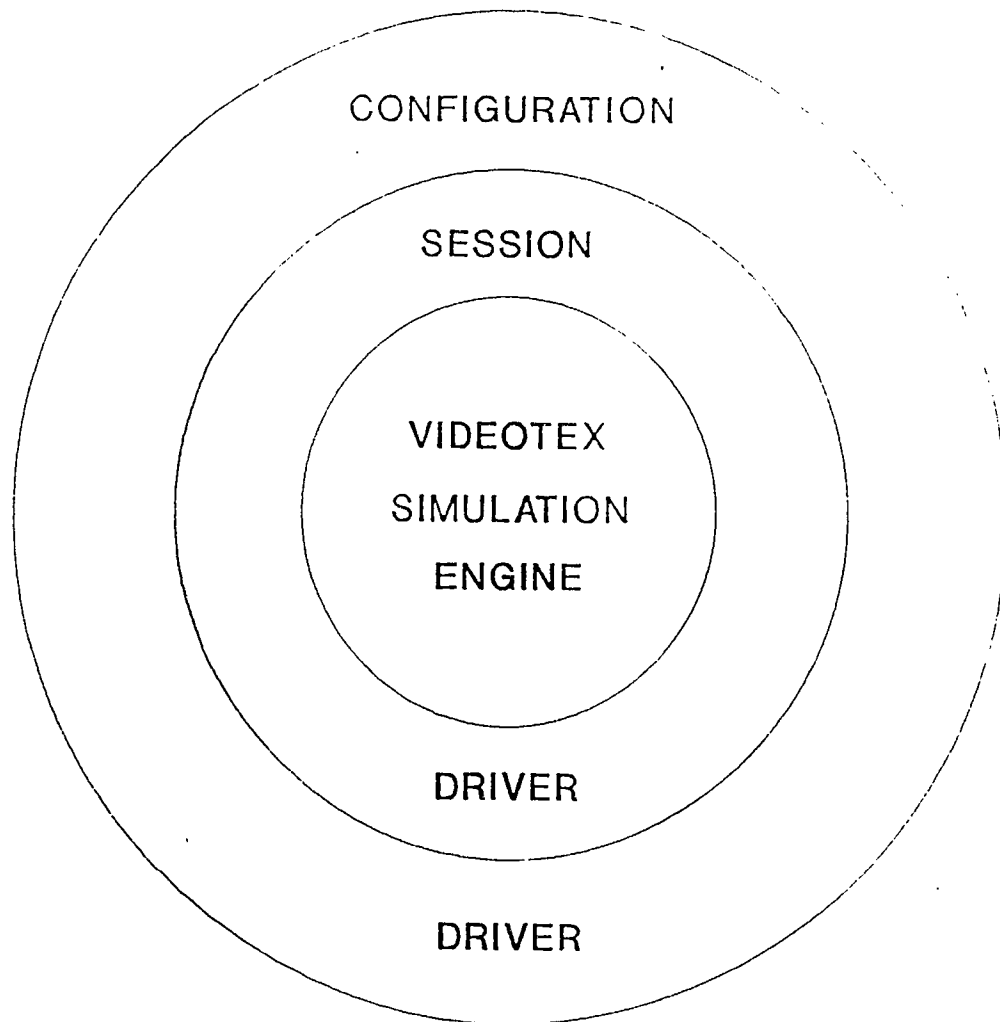 CONFIGURATION
SESSION
VIDEOTEX
SIMULATION
ENGINE
DRIVER
DRIVER